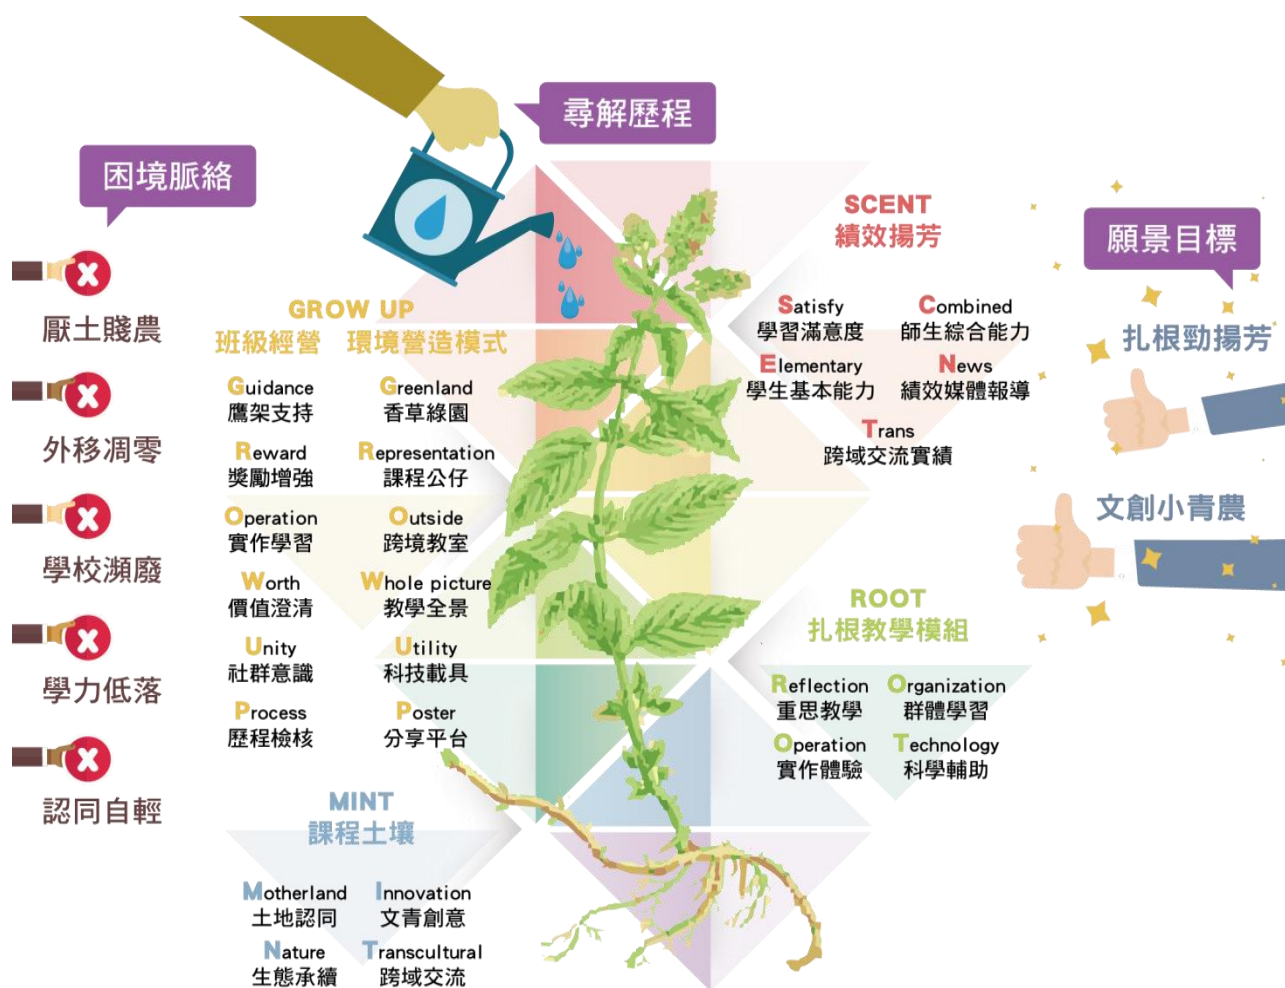 尋解歷程
困境脈絡
厭土賤農
外移凋零
學校瀕廢
學力低落
認同自輕
GROW UP
班級經營 環境營造模式
Guidance Greenland
鷹架支持 香草綠園
Reward Representation
獎勵增強 課程公仔
Operation Outside
實作學習 跨境教室
Worth Whole picture
價值澄清 教學全景
Unity Utility
社群意識 科技載具
Process Poster
歷程檢核 分享平台
MINT
課程土壤
Motherland Innovation
土地認同 文青創意
Nature Transcultural
生態承續 跨域交流
SCENT
績效揚芳
Satisfy Combined
學習滿意度 師生綜合能力
Elementary News
學生基本能力 績效媒體報導
Trans
跨域交流實績
ROOT
扎根教學模組
Reflection Organization
重思教學 群體學習
Operation Technology
實作體驗 科學輔助
願景目標
扎根勁揚芳
文創小青農